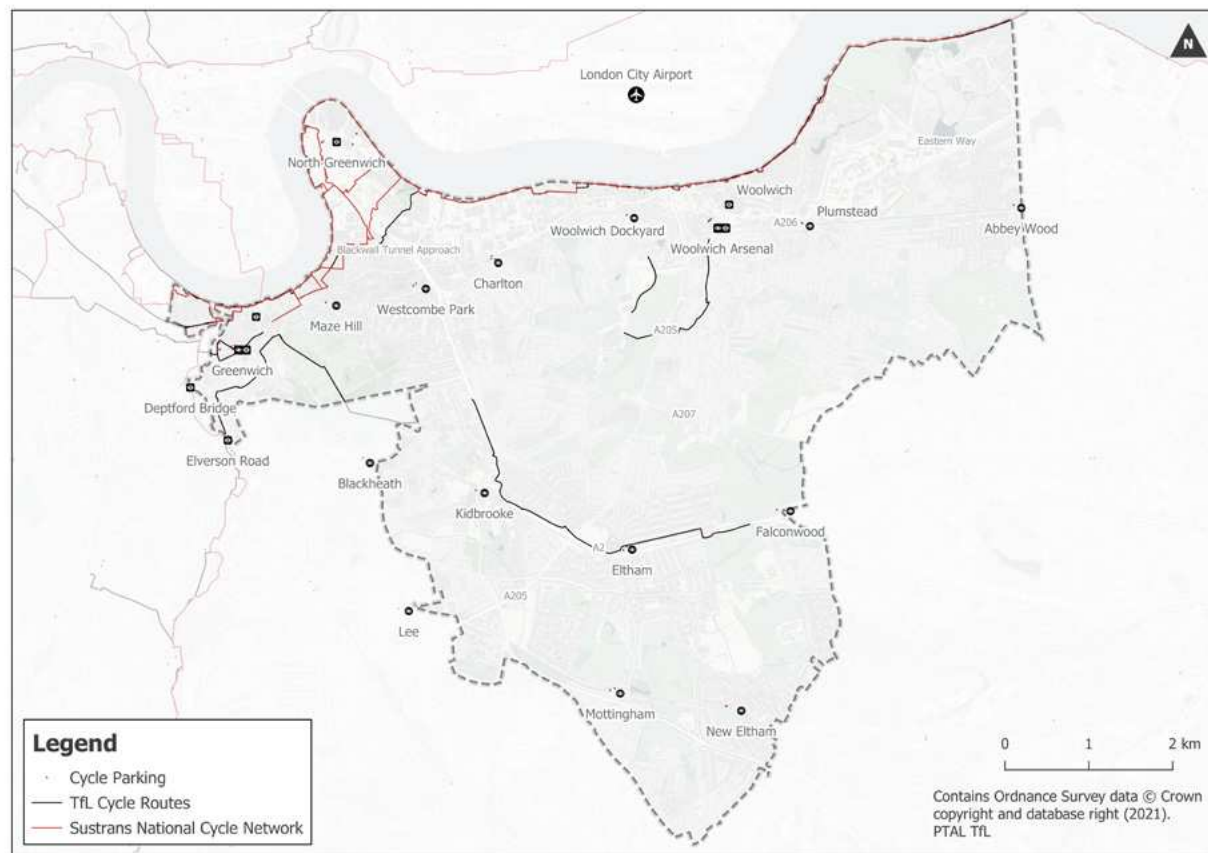 N
London City Airport
North Greenwich
Eastern Way
Woolwich
Woolwich Dockyard
A206
Plumstead
Abbey Wood
Woolwich Arsenal
Blackwall Tunnel Approach
Charlton
Westcombe Park
Maze Hill
A205
Greenwich
Deptford Bridge
A207
Elverson Road
Blackheath
Kidbrooke
Falconwood
A2
Eltham
A205
Lee
Mottingham
New Eltham
Legend
Cycle Parking
TfL Cycle Routes
Sustrans National Cycle Network
0 1 2 km
Contains Ordnance Survey data © Crown
copyright and database right (2021).
PTAL TfL